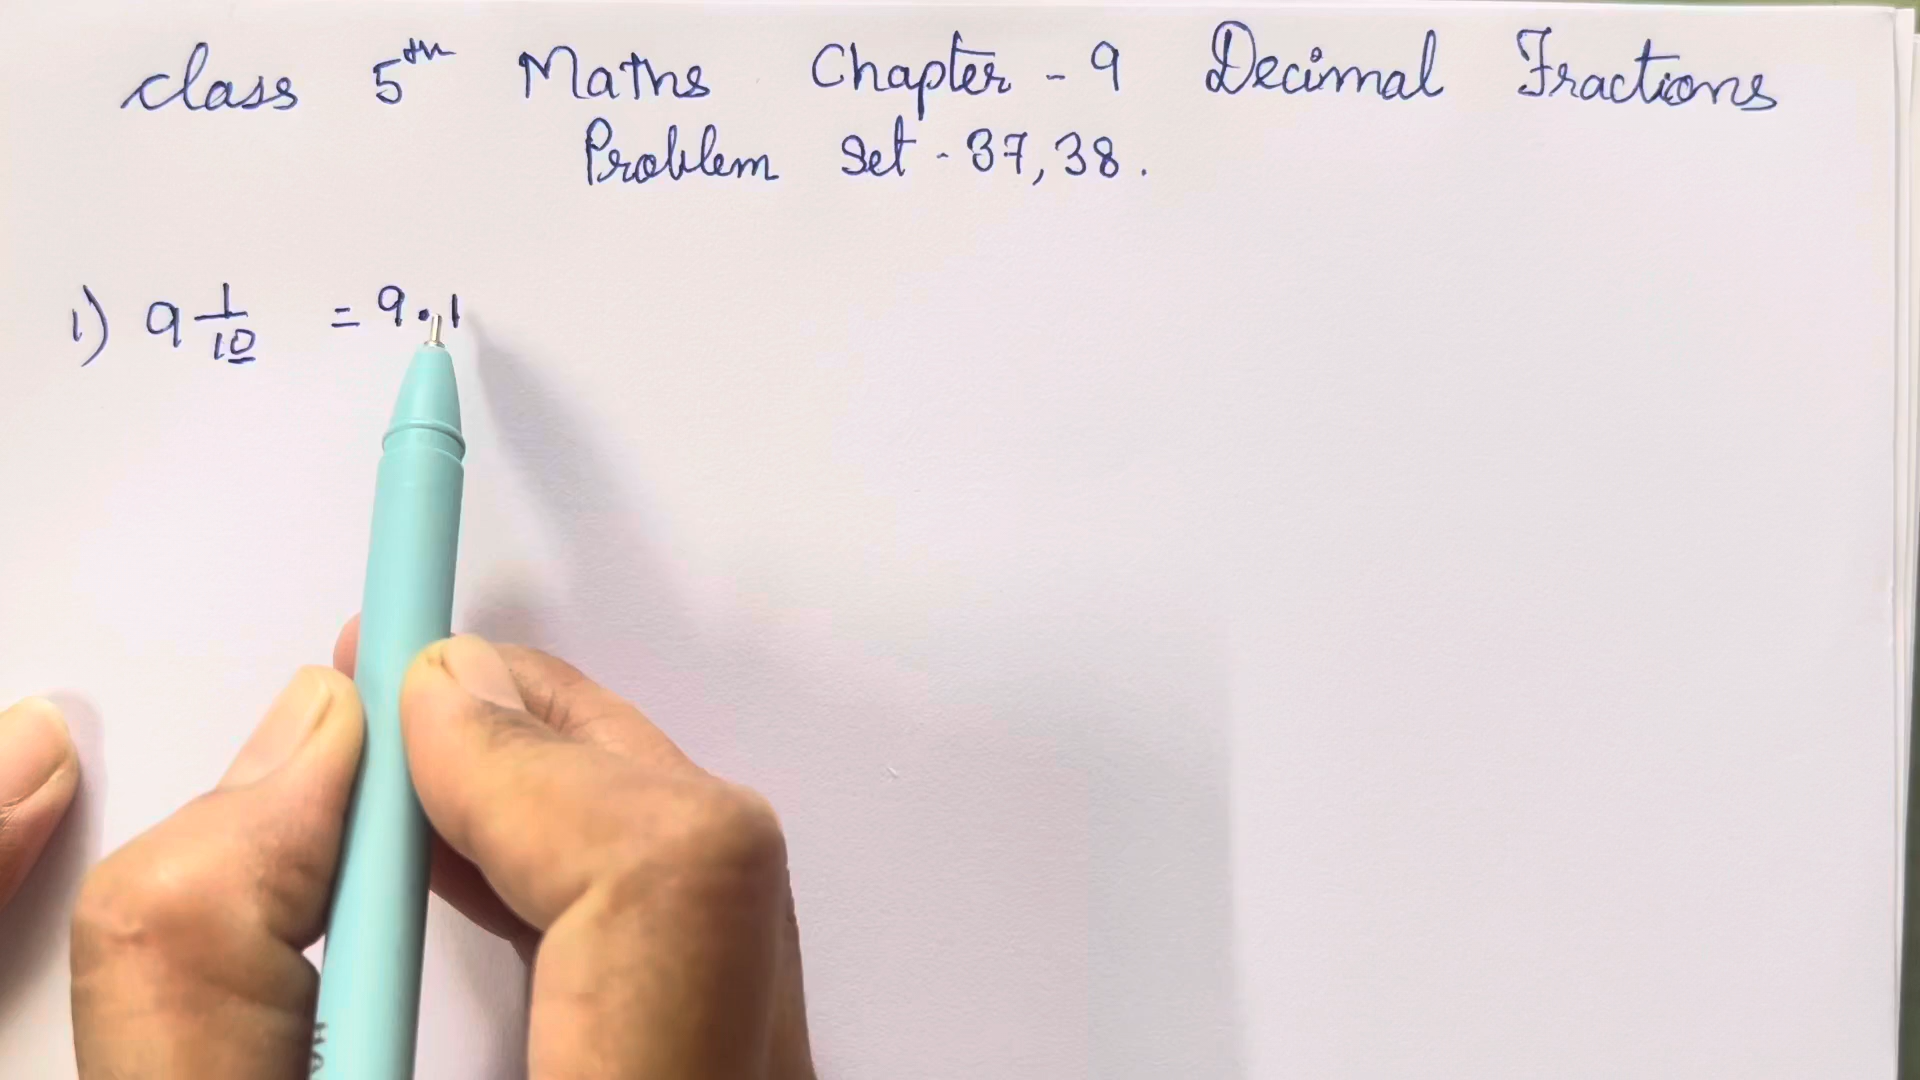 class 5th Maths Chapter - 9 Decimal Fractions
Problem Set - 37, 38.
1) 9 1/10 = 9.1